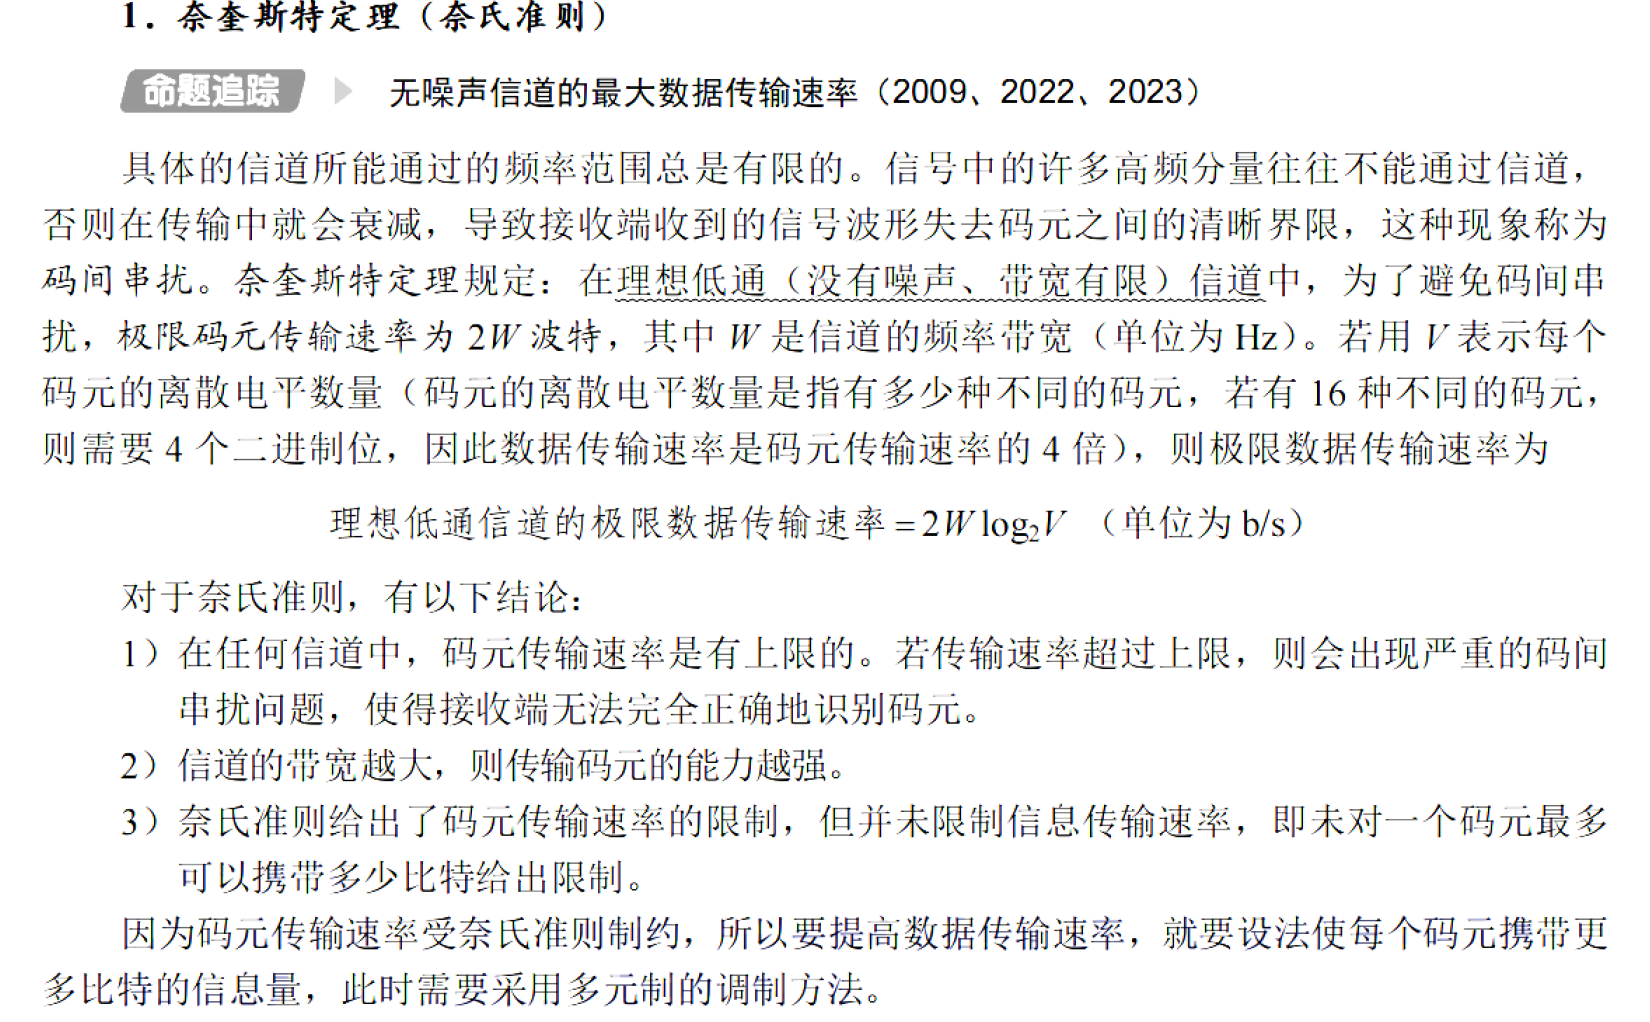 1．奈奎斯特定理（奈氏准则）
命题追踪 无噪声信道的最大数据传输速率（2009、2022、2023）
具体的信道所能通过的频率范围总是有限的。信号中的许多高频分量往往不能通过信道，
否则在传输中就会衰减，导致接收端收到的信号波形失去码元之间的清晰界限，这种现象称为
码间串扰。奈奎斯特定理规定：在理想低通（没有噪声、带宽有限）信道中，为了避免码间串
扰，极限码元传输速率为 2W 波特，其中 W 是信道的频率带宽（单位为 Hz）。若用 V 表示每个
码元的离散电平数量（码元的离散电平数量是指有多少种不同的码元，若有 16 种不同的码元，
则需要 4 个二进制位，因此数据传输速率是码元传输速率的 4 倍），则极限数据传输速率为
理想低通信道的极限数据传输速率＝2W log₂V （单位为 b/s）
对于奈氏准则，有以下结论：
1）在任何信道中，码元传输速率是有上限的。若传输速率超过上限，则会出现严重的码间
串扰问题，使得接收端无法完全正确地识别码元。
2）信道的带宽越大，则传输码元的能力越强。
3）奈氏准则给出了码元传输速率的限制，但并未限制信息传输速率，即未对一个码元最多
可以携带多少比特给出限制。
因为码元传输速率受奈氏准则制约，所以要提高数据传输速率，就要设法使每个码元携带更
多比特的信息量，此时需要采用多元制的调制方法。